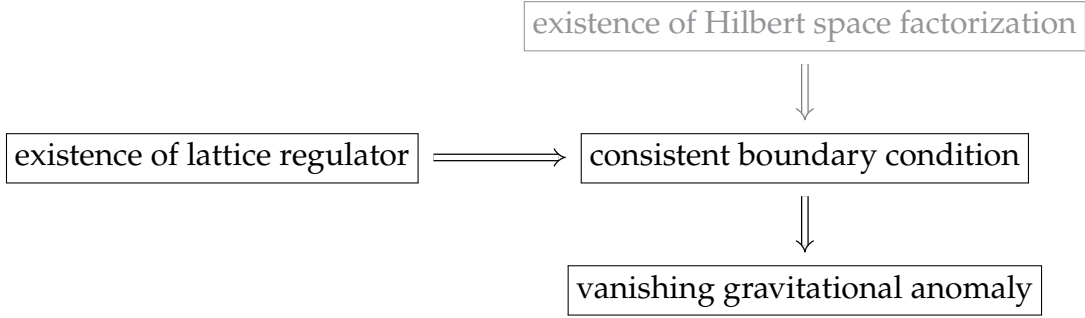 existence of Hilbert space factorization
existence of lattice regulator
consistent boundary condition
vanishing gravitational anomaly